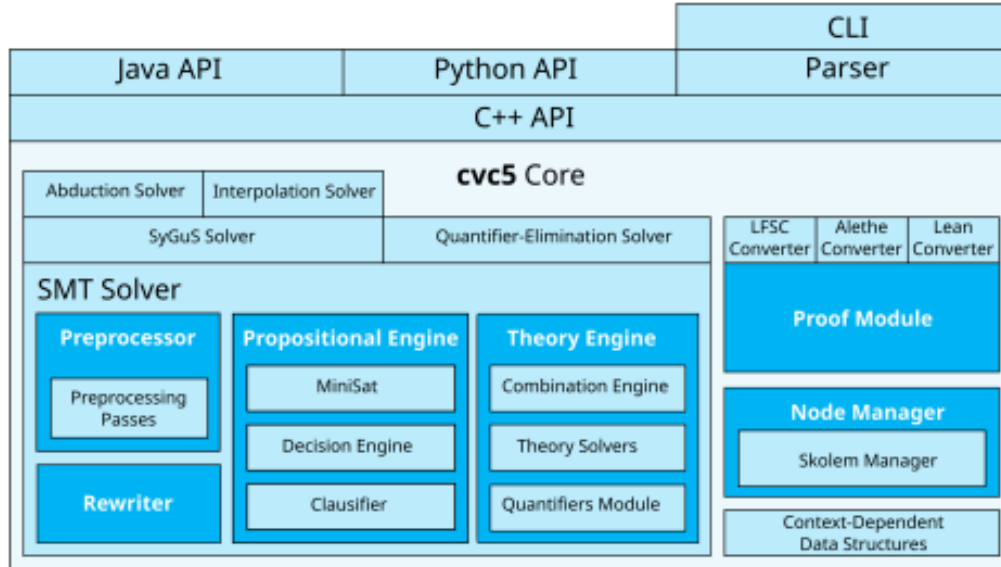 CLI
Java API
Python API
Parser
C++ API
cvc5 Core
Abduction Solver
Interpolation Solver
SyGuS Solver
Quantifier-Elimination Solver
LFSC
Converter
Alethe
Converter
Lean
Converter
SMT Solver
Preprocessor
Preprocessing
Passes
Rewriter
Propositional Engine
MiniSat
Decision Engine
Clausifier
Theory Engine
Combination Engine
Theory Solvers
Quantifiers Module
Proof Module
Node Manager
Skolem Manager
Context-Dependent
Data Structures